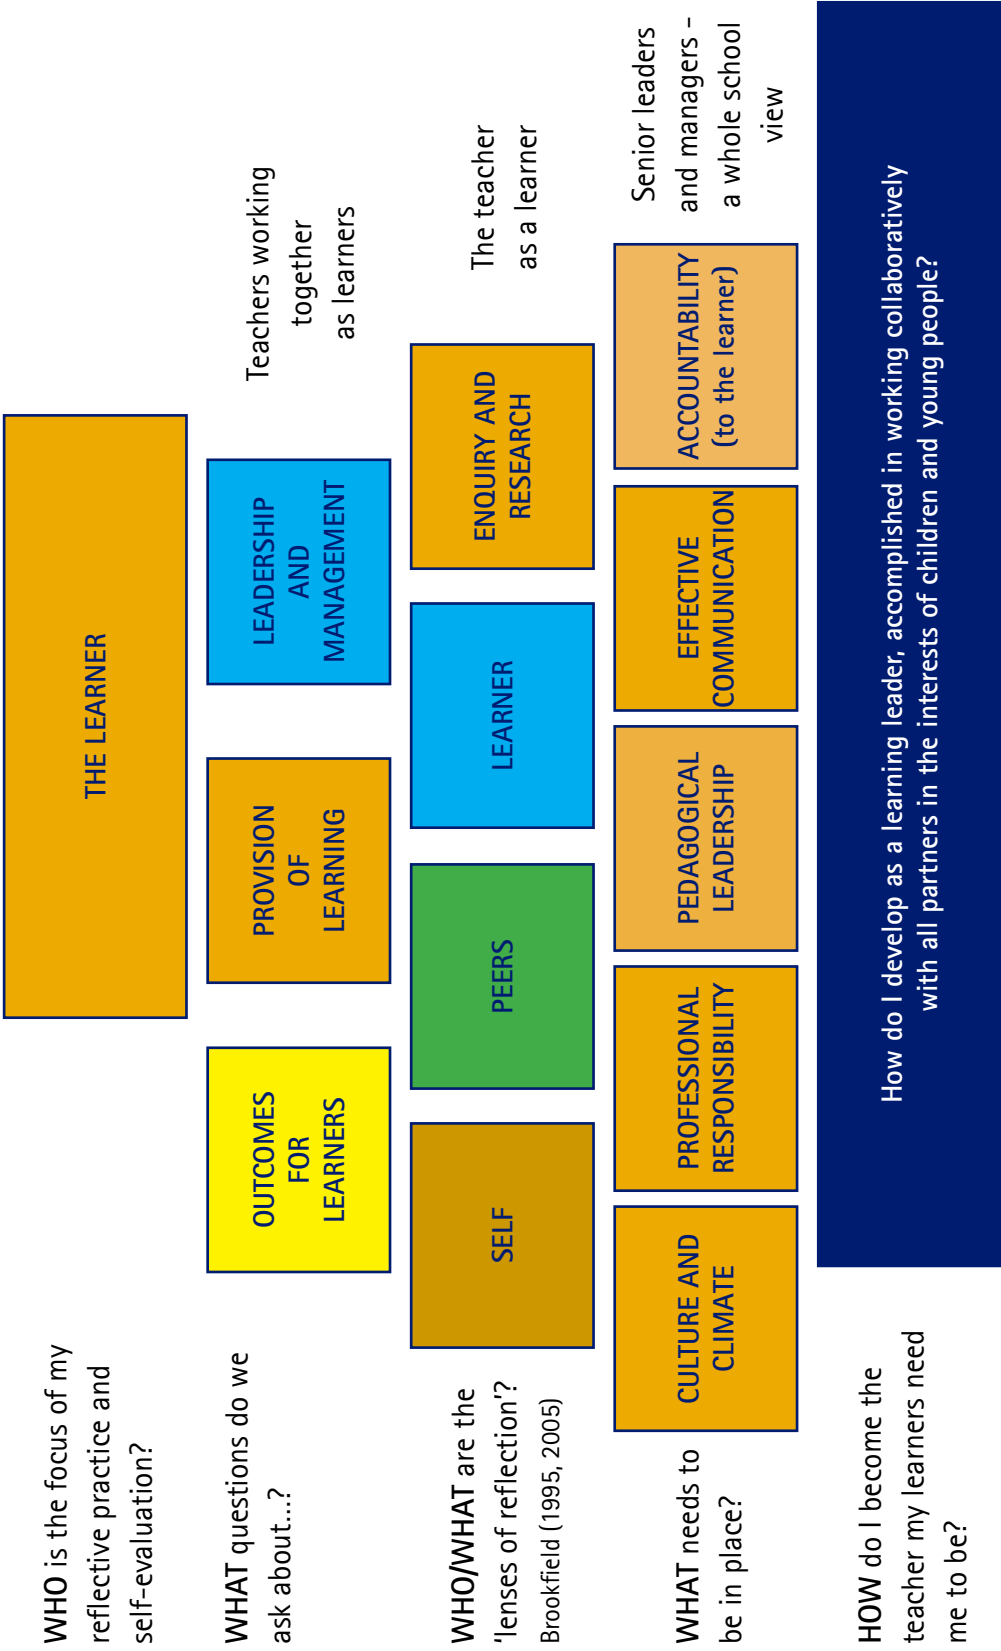 WHO is the focus of my
reflective practice and
self-evaluation?
THE LEARNER
WHAT questions do we
ask about...?
OUTCOMES
FOR
LEARNERS
PROVISION
OF
LEARNING
LEADERSHIP
AND
MANAGEMENT
Teachers working
together
as learners
WHO/WHAT are the
'lenses of reflection'?
Brookfield (1995, 2005)
SELF
PEERS
LEARNER
ENQUIRY AND
RESEARCH
The teacher
as a learner
WHAT needs to
be in place?
CULTURE AND
CLIMATE
PROFESSIONAL
RESPONSIBILITY
PEDAGOGICAL
LEADERSHIP
EFFECTIVE
COMMUNICATION
ACCOUNTABILITY
(to the learner)
Senior leaders
and managers –
a whole school
view
HOW do I become the
teacher my learners need
me to be?
How do I develop as a learning leader, accomplished in working collaboratively
with all partners in the interests of children and young people?